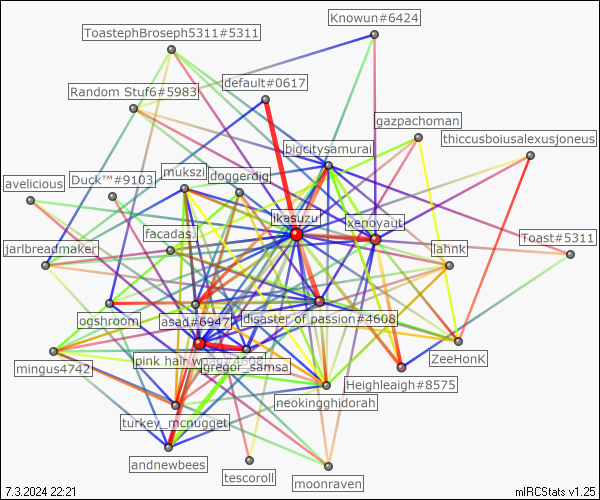 Knowun#6424
ToastephBroseph5311#5311
default#0617
Random Stuf6#5983
gazpachoman
thiccusboiusalexusjoneus
bigcitysamurai
mukszi
doggerdig
Duck™#9103
avelicious
ikasuzu
xenoyaut
facadas.
Toast#5311
jarlbreadmaker
lahnk
ogshroom
asad#6947
disaster of passion#4608
pink hair woag#4608
gregor_samsa
ZeeHonK
mingus4742
Heighleaigh#8575
neokingghidorah
turkey_mcnugget
andnewbees
tescoroll
moonraven
7.3.2024 22:21
mIRCStats v1.25